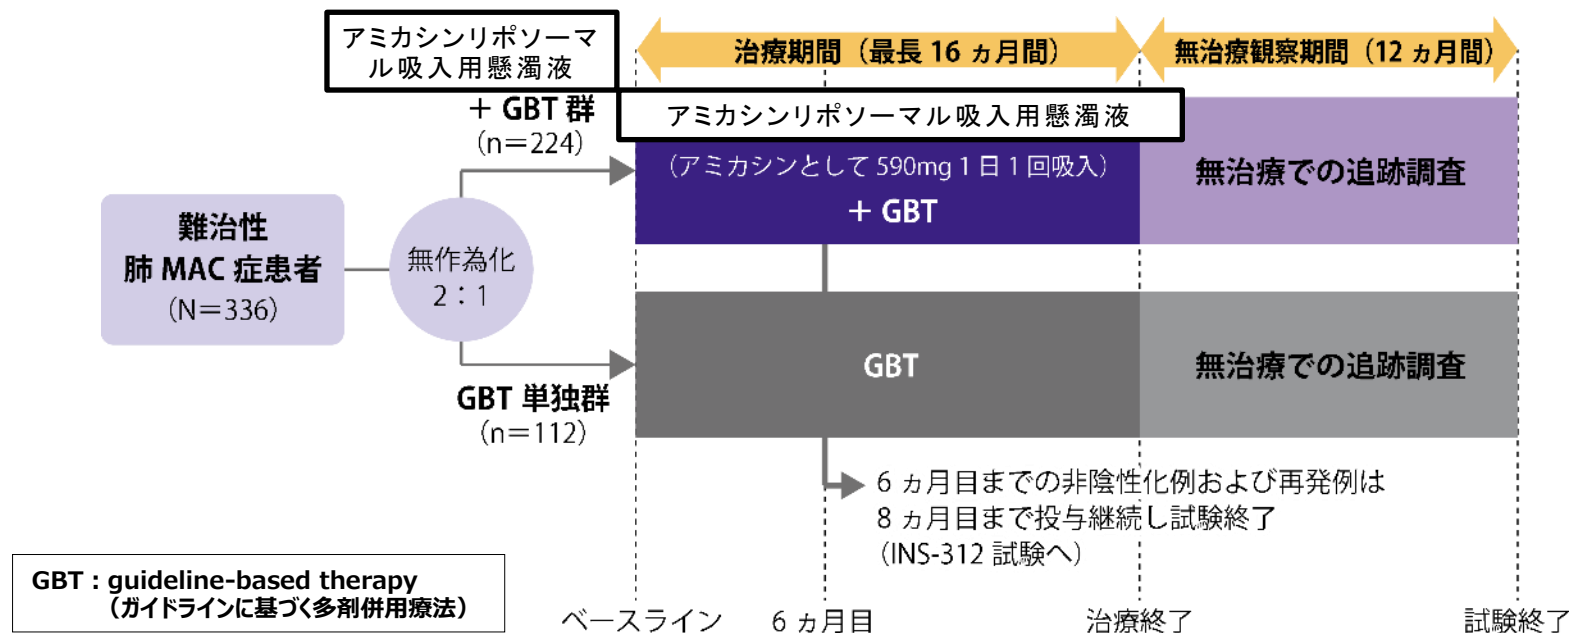 アミカシンリポソーマ
ル吸入用懸濁液
＋ GBT 群
（n＝224）
治療期間（最長 16 ヵ月間）
無治療観察期間（12 ヵ月間）
アミカシンリポソーマル吸入用懸濁液
（アミカシンとして 590mg 1 日 1 回吸入）
＋ GBT
無治療での追跡調査
難治性
肺 MAC 症患者
（N＝336）
無作為化
2：1
GBT
無治療での追跡調査
GBT 単独群
（n＝112）
6 ヵ月目までの非陰性化例および再発例は
8 ヵ月目まで投与継続し試験終了
（INS-312 試験へ）
GBT：guideline-based therapy
（ガイドラインに基づく多剤併用療法）
ベースライン
6 ヵ月目
治療終了
試験終了